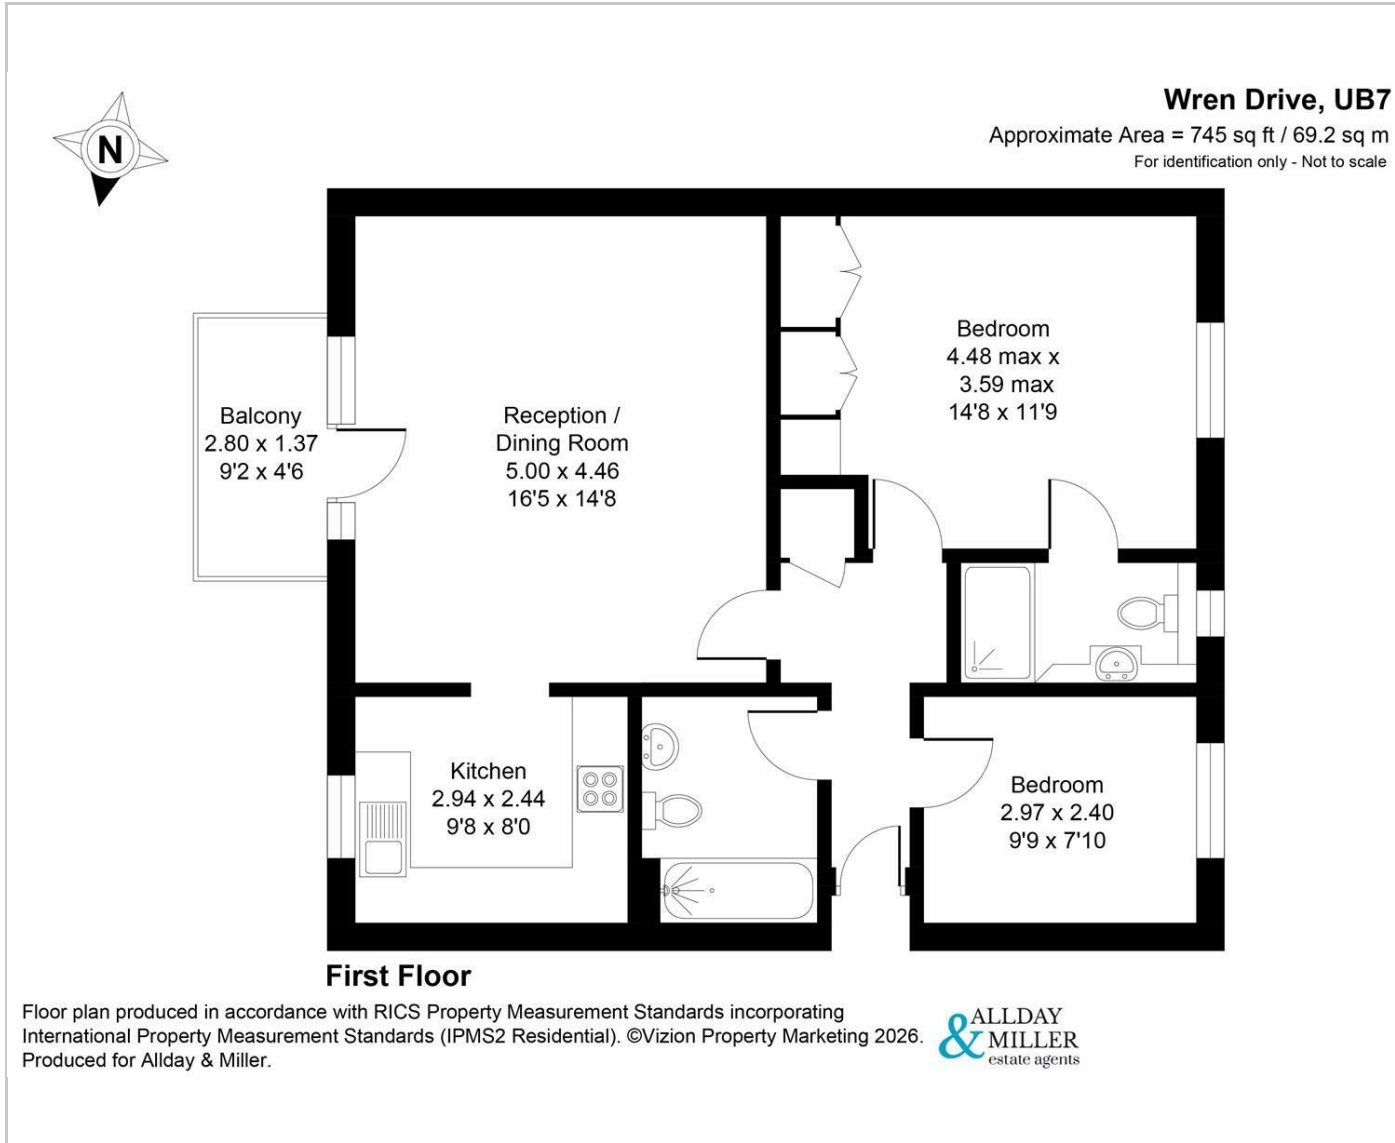 N
Wren Drive, UB7
Approximate Area = 745 sq ft / 69.2 sq m
For identification only - Not to scale
Balcony
2.80 x 1.37
9'2 x 4'6
Reception /
Dining Room
5.00 x 4.46
16'5 x 14'8
Bedroom
4.48 max x
3.59 max
14'8 x 11'9
Kitchen
2.94 x 2.44
9'8 x 8'0
Bedroom
2.97 x 2.40
9'9 x 7'10
First Floor
Floor plan produced in accordance with RICS Property Measurement Standards incorporating
International Property Measurement Standards (IPMS2 Residential). ©Vizion Property Marketing 2026.
Produced for Allday & Miller.
ALLDAY
& MILLER
estate agents